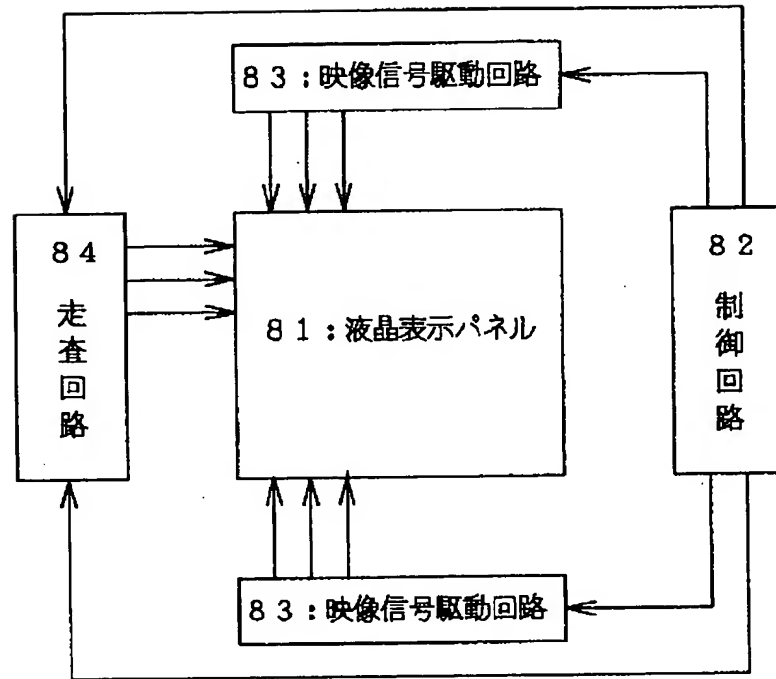 ８３：映像信号駆動回路
８４
走査回路
８１：液晶表示パネル
８２
制御回路
８３：映像信号駆動回路